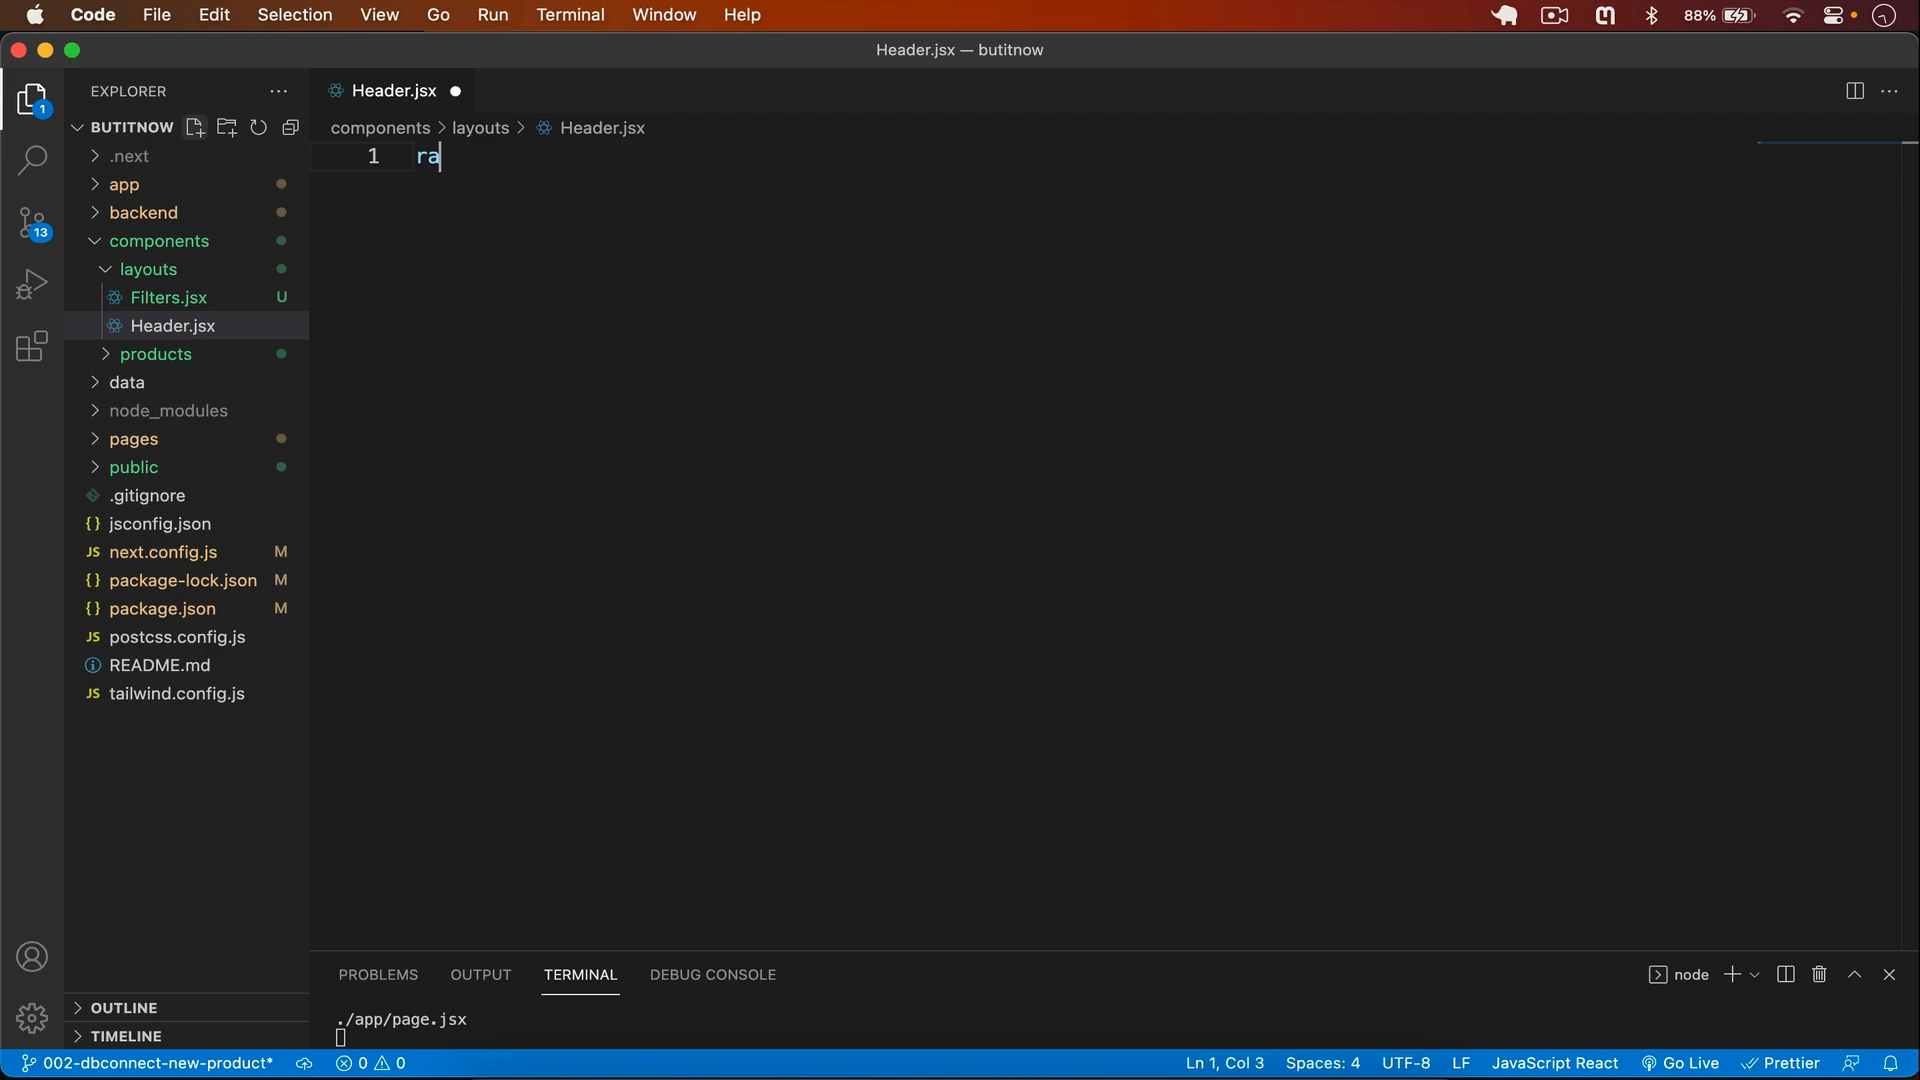 Code File Edit Selection View Go Run Terminal Window Help 88%
Header.jsx — butitnow
EXPLORER
Header.jsx
BUTITNOW
components > layouts > Header.jsx
1 ra
.next
app
backend
components
layouts
Filters.jsx U
Header.jsx
products
data
node_modules
pages
public
.gitignore
jsconfig.json
next.config.js M
package-lock.json M
package.json M
postcss.config.js
README.md
tailwind.config.js
1
13
PROBLEMS OUTPUT TERMINAL DEBUG CONSOLE node
./app/page.jsx
OUTLINE
TIMELINE
002-dbconnect-new-product* 0 0 Ln 1, Col 3 Spaces: 4 UTF-8 LF JavaScript React Go Live Prettier